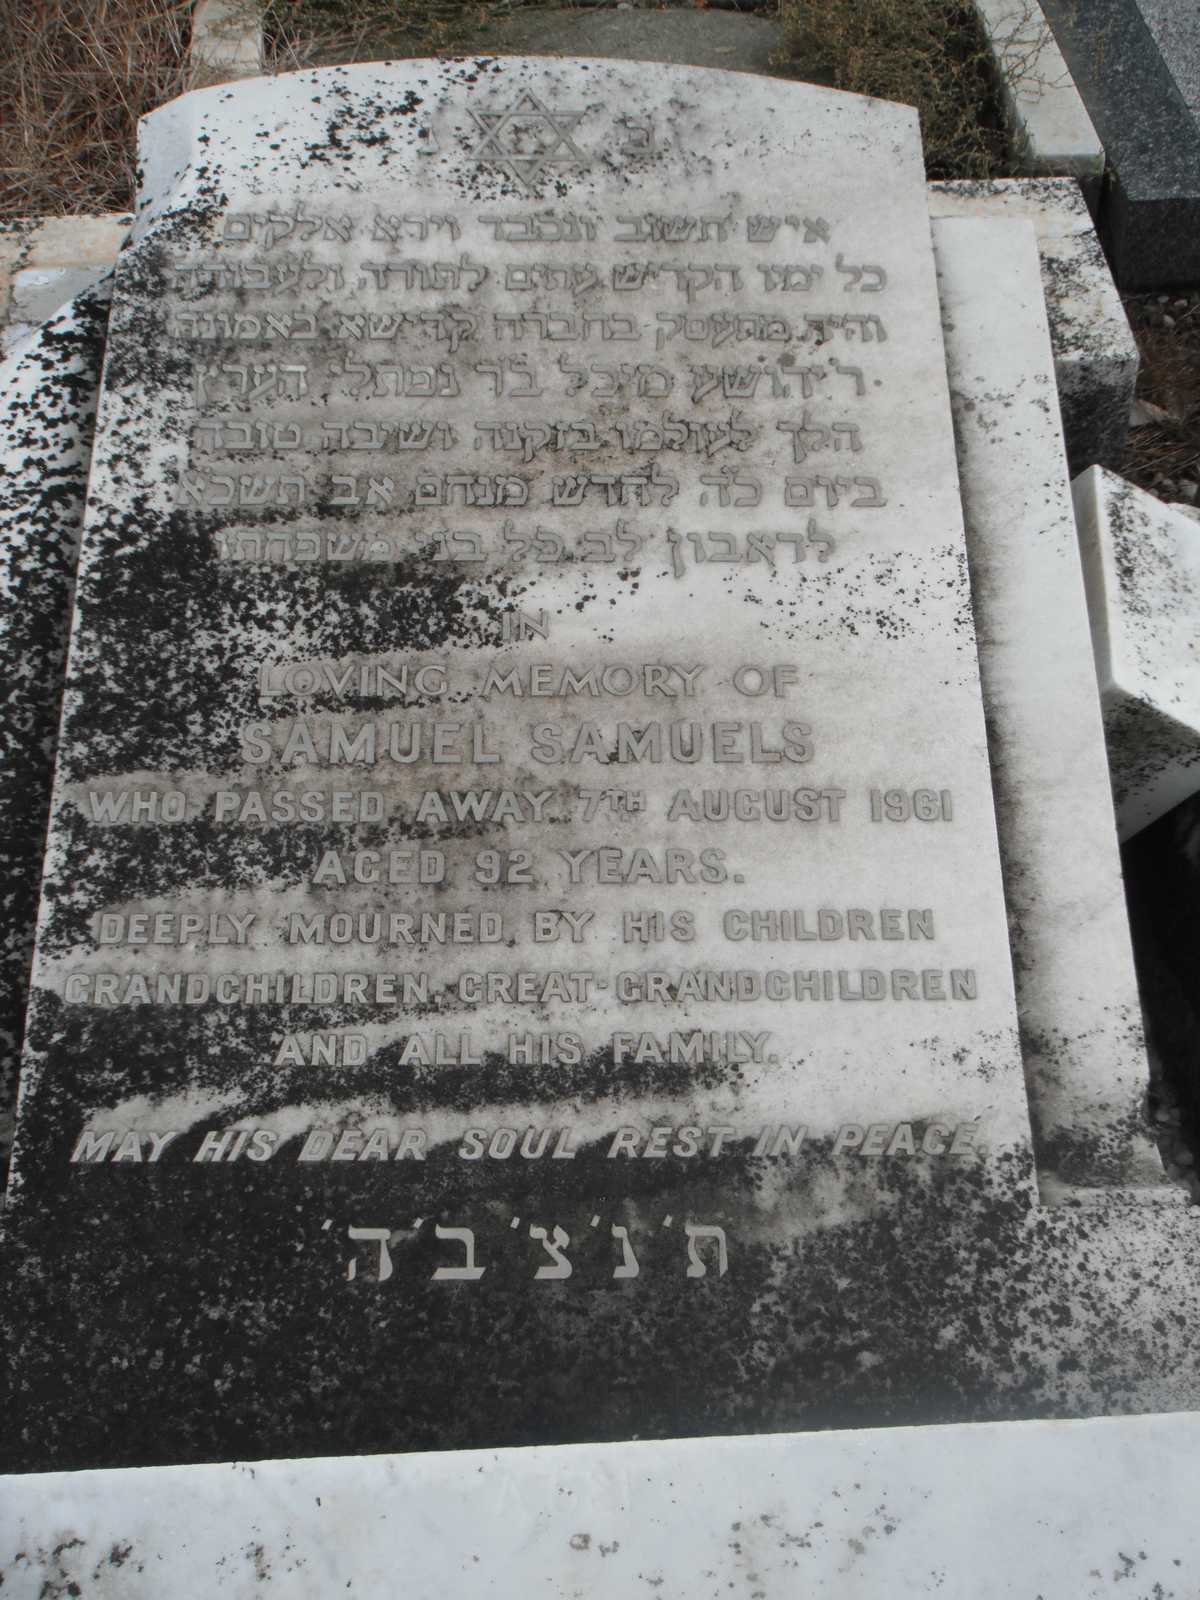 פ נ
איש חשוב ונכבד וירא אלקים
כל ימיו הקדיש עתים לתורה ולעבודה
והיה מתעסק בחברה קדישא באמונה
ר' יהושע מיכל בר נפתלי הערץ
הלך לעולמו בזקנה ושיבה טובה
ביום כ"ה לחדש מנחם אב תשכא
לדאבון לב כל בני משפחתו
IN
LOVING MEMORY OF
SAMUEL SAMUELS
WHO PASSED AWAY 7TH AUGUST 1961
AGED 92 YEARS.
DEEPLY MOURNED BY HIS CHILDREN
GRANDCHILDREN, GREAT-GRANDCHILDREN
AND ALL HIS FAMILY.
MAY HIS DEAR SOUL REST IN PEACE.
ת'נ'צ'ב'ה'